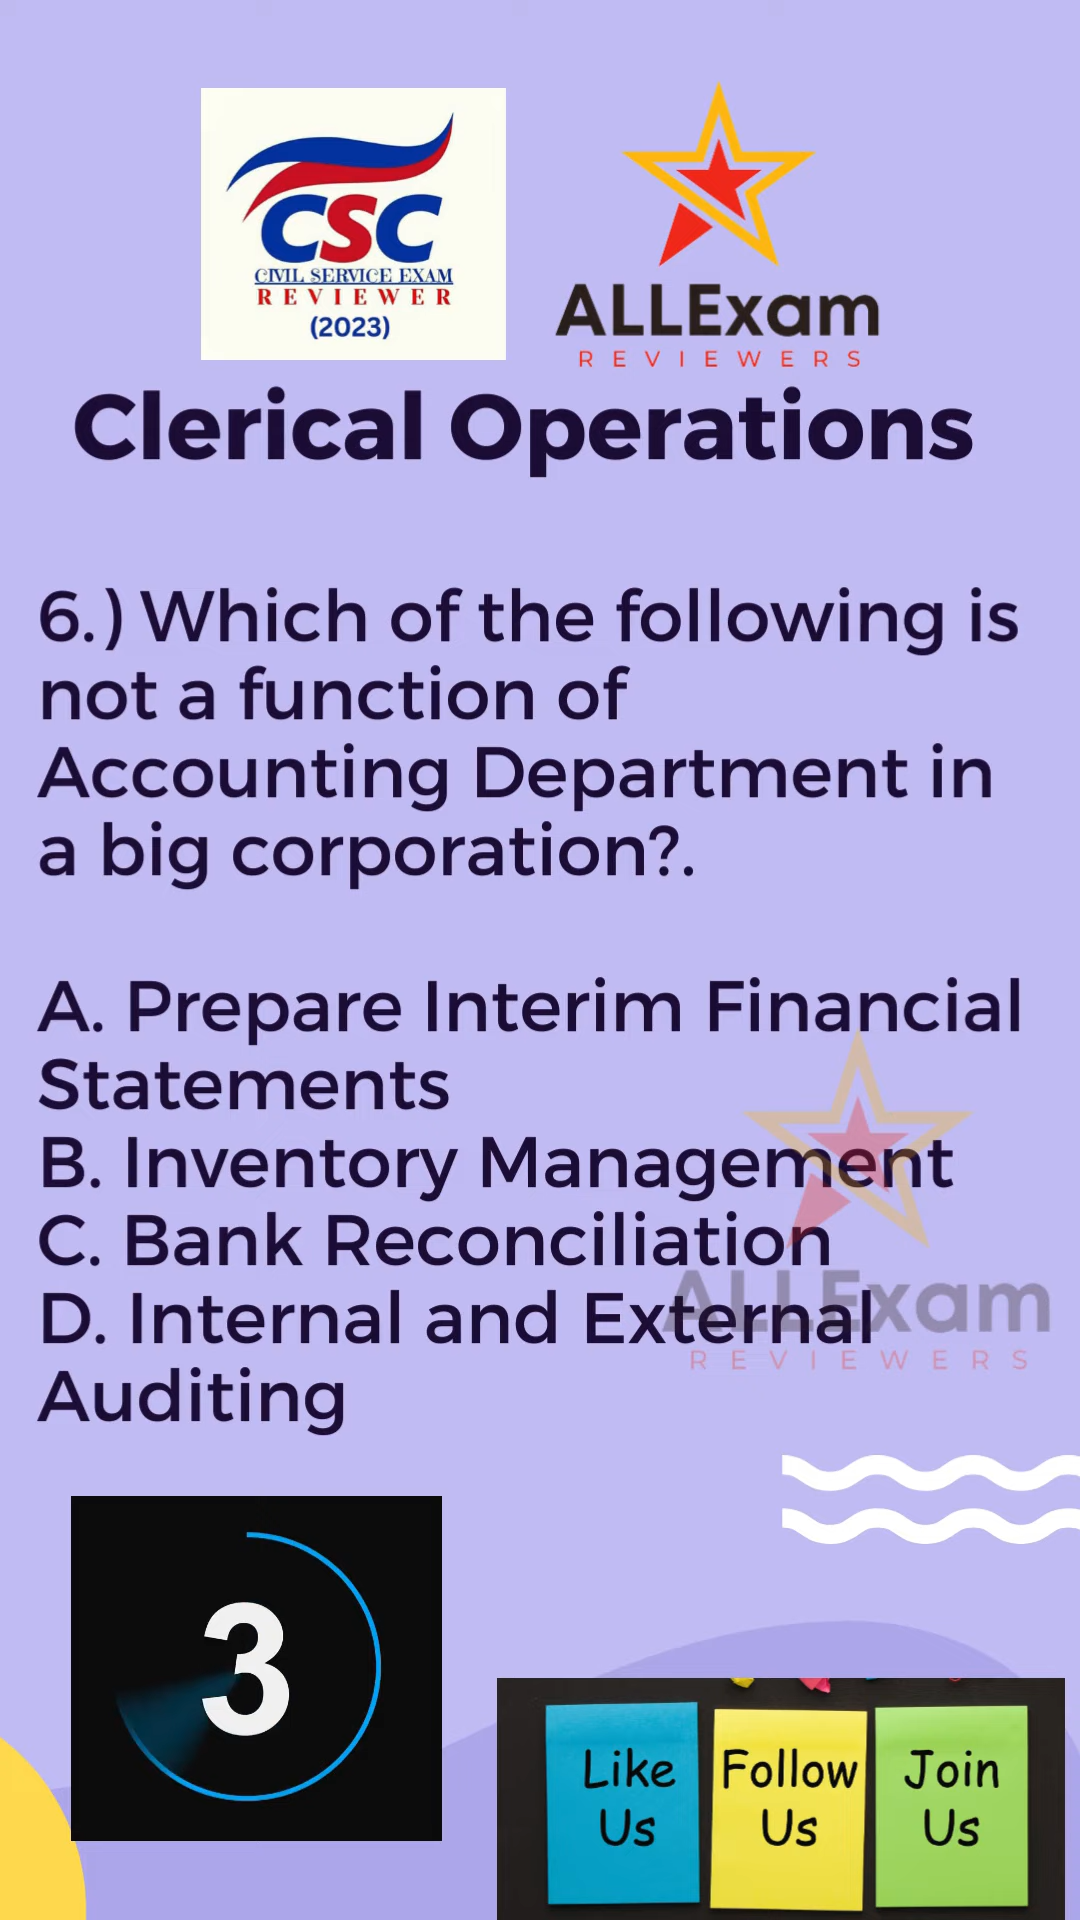 CSC
CIVIL SERVICE EXAM
REVIEWER
(2023)
ALLExam
REVIEWERS
Clerical Operations
6.) Which of the following is
not a function of
Accounting Department in
a big corporation?.
A. Prepare Interim Financial
Statements
B. Inventory Management
C. Bank Reconciliation
D. Internal and External
Auditing
ALLExam
REVIEWERS
3
Like
Us
Follow
Us
Join
Us